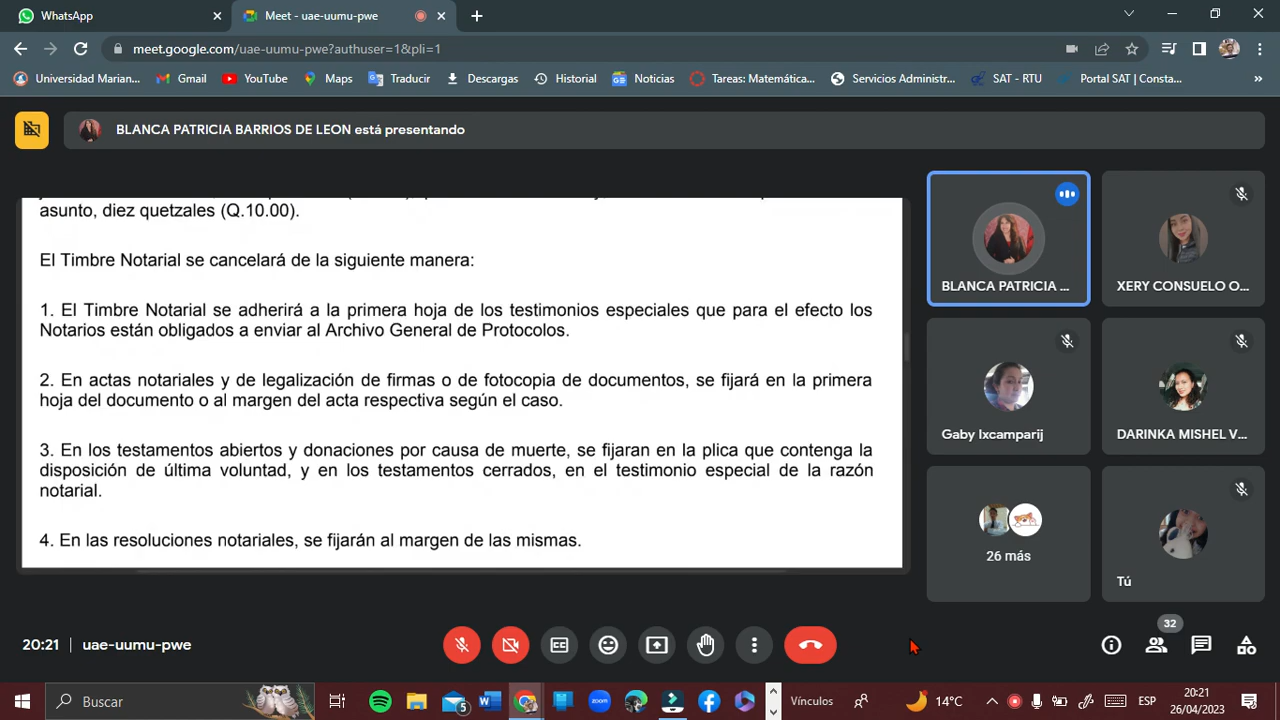 WhatsApp
Meet - uae-uumu-pwe
meet.google.com/uae-uumu-pwe?authuser=1&pli=1
Universidad Marian...
Gmail
YouTube
Maps
Traducir
Descargas
Historial
Noticias
Tareas: Matemática...
Servicios Administr...
SAT - RTU
Portal SAT | Consta...
»
BLANCA PATRICIA BARRIOS DE LEON está presentando
asunto, diez quetzales (Q.10.00).
El Timbre Notarial se cancelará de la siguiente manera:
1. El Timbre Notarial se adherirá a la primera hoja de los testimonios especiales que para el efecto los
Notarios están obligados a enviar al Archivo General de Protocolos.
2. En actas notariales y de legalización de firmas o de fotocopia de documentos, se fijará en la primera
hoja del documento o al margen del acta respectiva según el caso.
3. En los testamentos abiertos y donaciones por causa de muerte, se fijaran en la plica que contenga la
disposición de última voluntad, y en los testamentos cerrados, en el testimonio especial de la razón
notarial.
4. En las resoluciones notariales, se fijarán al margen de las mismas.
BLANCA PATRICIA ...
XERY CONSUELO O...
Gaby Ixcamparij
DARINKA MISHEL V...
26 más
Tú
20:21 | uae-uumu-pwe
32
Buscar
5
zoom
Vínculos
14°C
ESP
20:21
26/04/2023